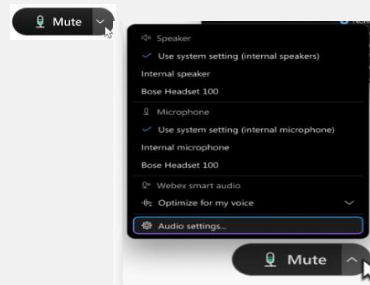 Mute
Speaker
Use system setting (internal speakers)
Internal speaker
Bose Headset 100
Microphone
Use system setting (internal microphone)
Internal microphone
Bose Headset 100
Webex smart audio
Optimize for my voice
Audio settings...
Mute